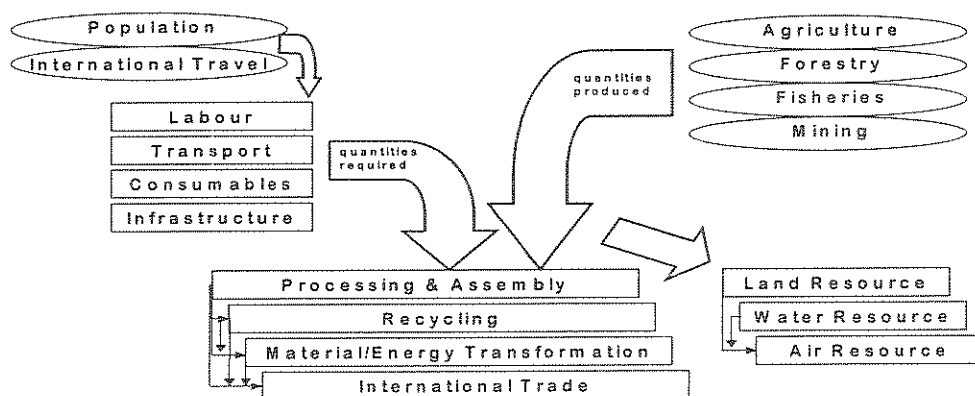 Population
International Travel
Labour
Transport
Consumables
Infrastructure
quantities
required
quantities
produced
Agriculture
Forestry
Fisheries
Mining
Processing & Assembly
Recycling
Material/Energy Transformation
International Trade
Land Resource
Water Resource
Air Resource